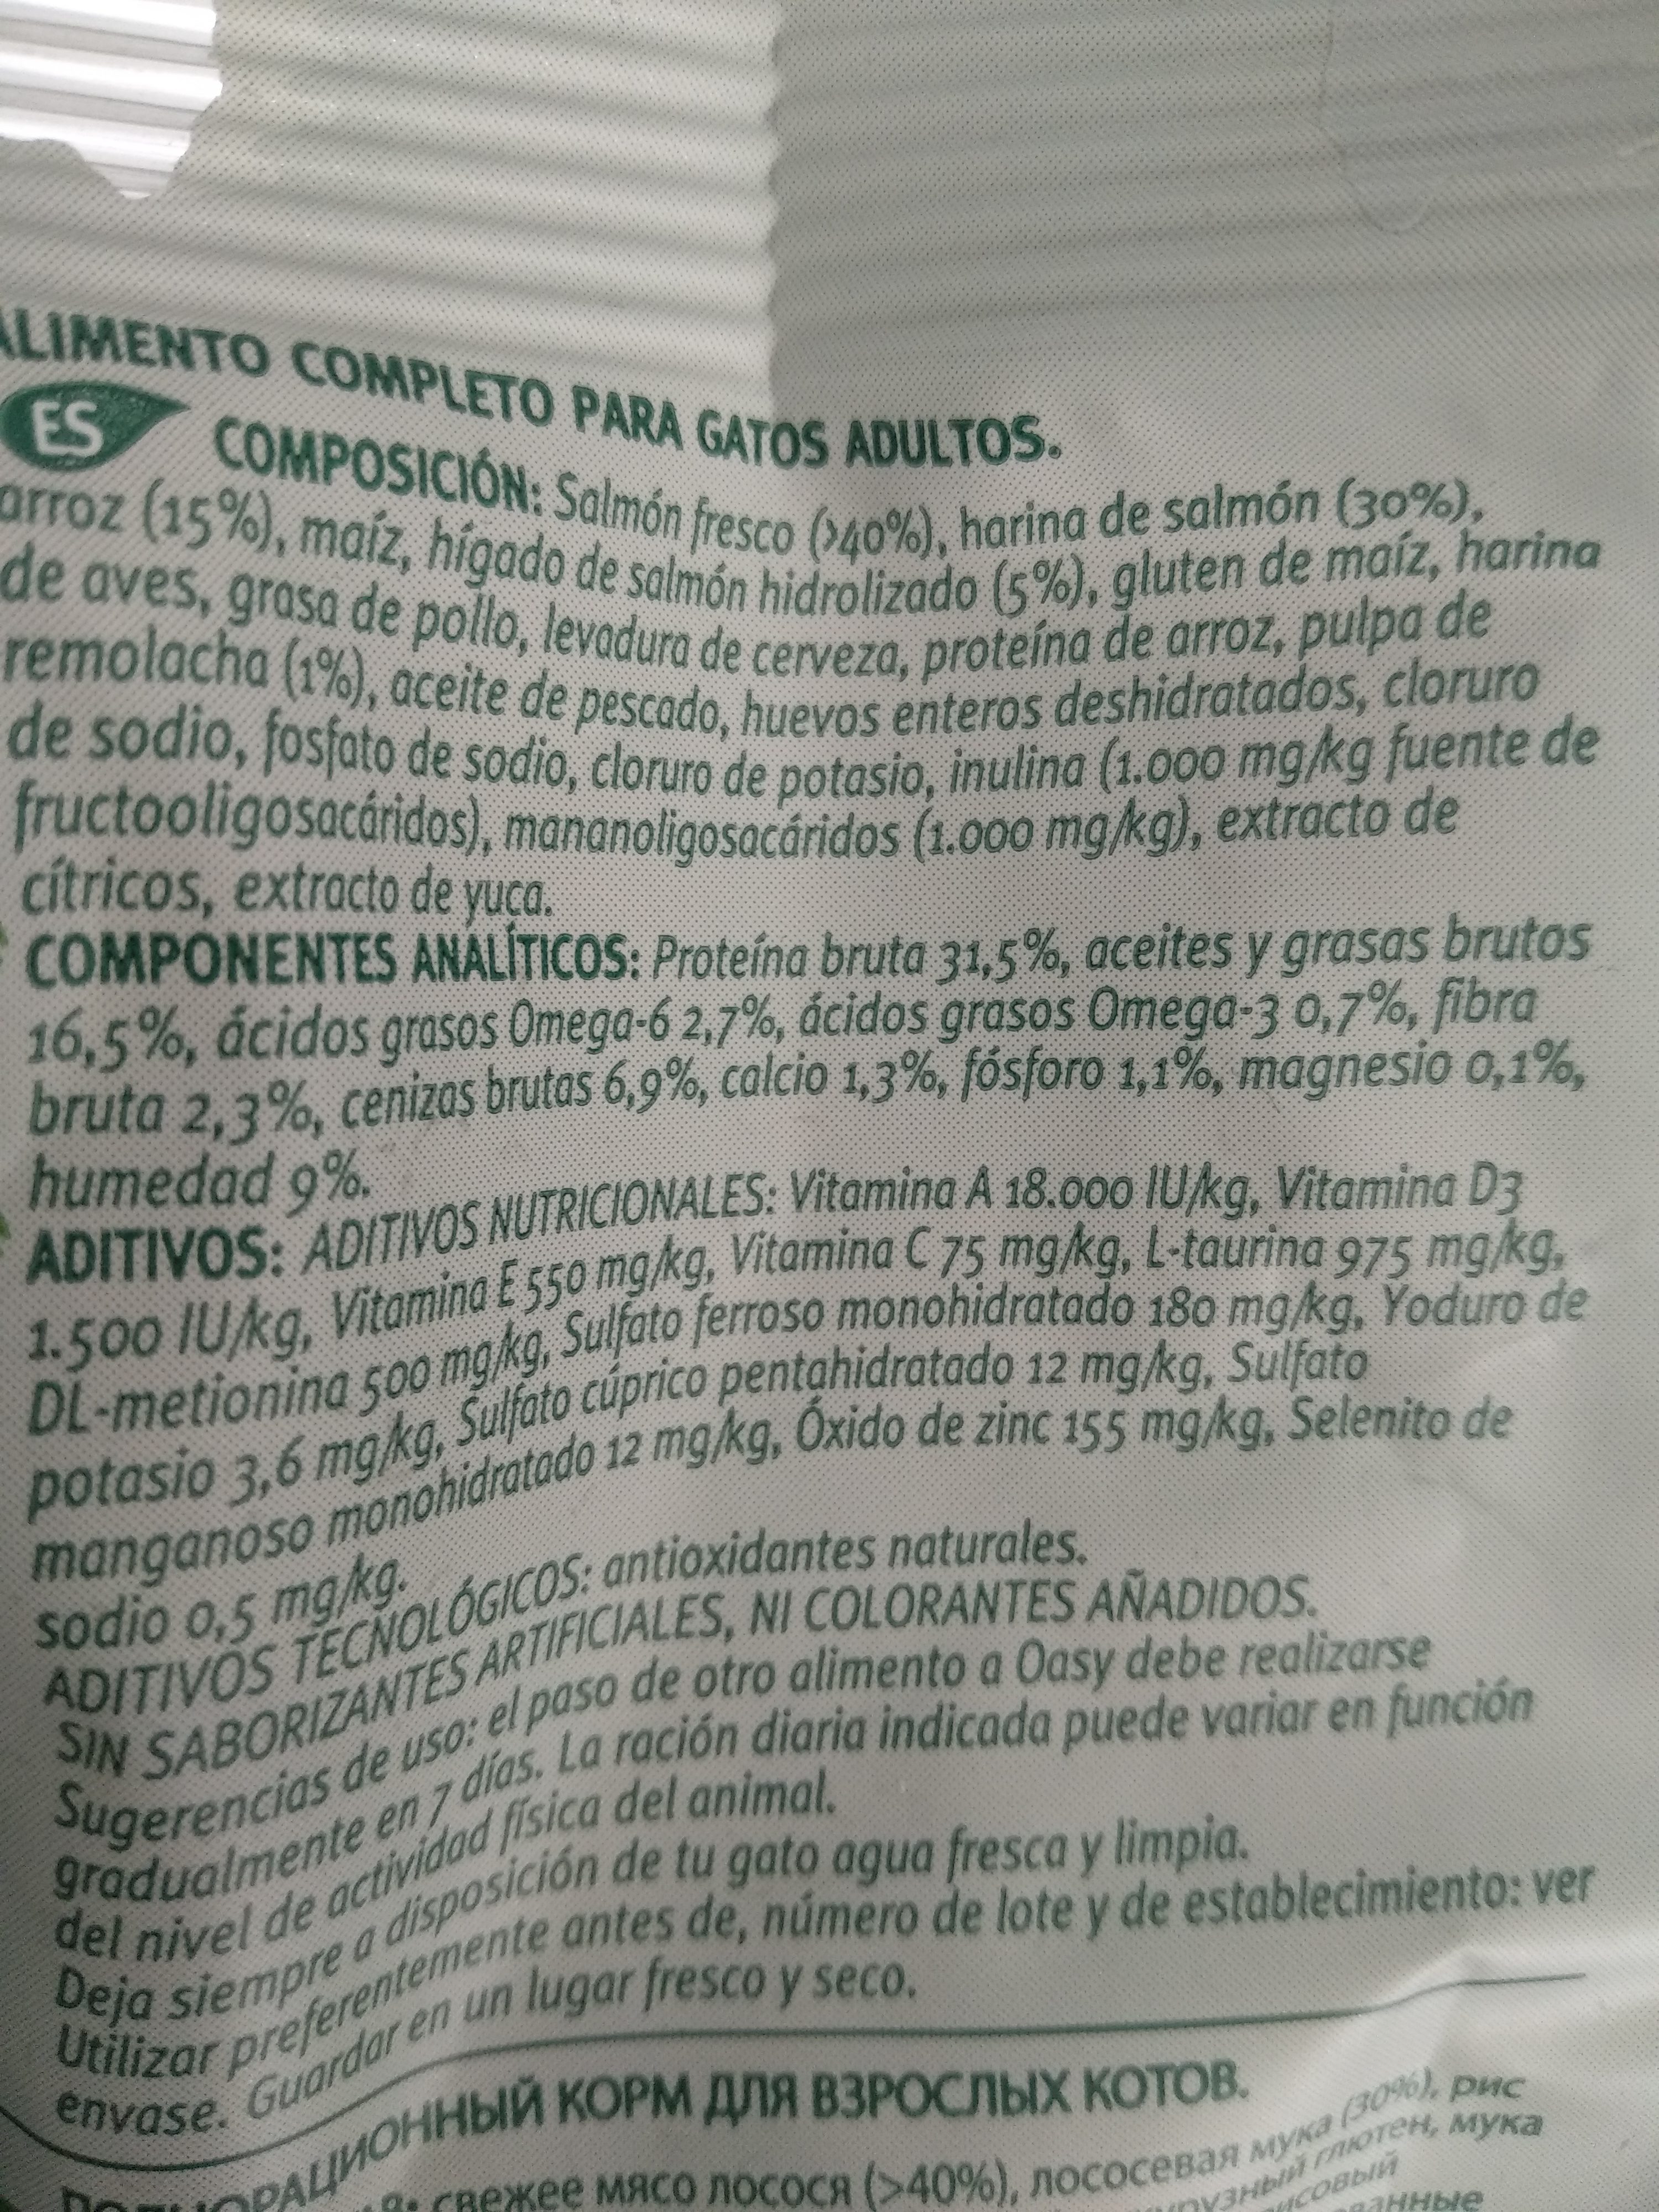 ALIMENTO COMPLETO PARA GATOS ADULTOS.
ES COMPOSICIÓN: Salmón fresco (>40%), harina de salmón (30%),
arroz (15%), maíz, hígado de salmón hidrolizado (5%), gluten de maíz, harina
de aves, grasa de pollo, levadura de cerveza, proteína de arroz, pulpa de
remolacha (1%), aceite de pescado, huevos enteros deshidratados, cloruro
de sodio, fosfato de sodio, cloruro de potasio, inulina (1.000 mg/kg fuente de
fructooligosacáridos), mananoligosacáridos (1.000 mg/kg), extracto de
cítricos, extracto de yuca.
COMPONENTES ANALÍTICOS: Proteína bruta 31,5%, aceites y grasas brutos
16,5%, ácidos grasos Omega-6 2,7%, ácidos grasos Omega-3 0,7%, fibra
bruta 2,3%, cenizas brutas 6,9%, calcio 1,3%, fósforo 1,1%, magnesio 0,1%,
humedad 9%.
ADITIVOS: ADITIVOS NUTRICIONALES: Vitamina A 18.000 IU/kg, Vitamina D3
1.500 IU/kg, Vitamina E 550 mg/kg, Vitamina C 75 mg/kg, L-taurina 975 mg/kg,
DL-metionina 500 mg/kg, Sulfato ferroso monohidratado 180 mg/kg, Yoduro de
potasio 3,6 mg/kg, Sulfato cúprico pentahidratado 12 mg/kg, Sulfato
manganoso monohidratado 12 mg/kg, Óxido de zinc 155 mg/kg, Selenito de
sodio 0,5 mg/kg.
ADITIVOS TECNOLÓGICOS: antioxidantes naturales.
SIN SABORIZANTES ARTIFICIALES, NI COLORANTES AÑADIDOS.
Sugerencias de uso: el paso de otro alimento a Oasy debe realizarse
gradualmente en 7 días. La ración diaria indicada puede variar en función
del nivel de actividad física del animal.
Deja siempre a disposición de tu gato agua fresca y limpia.
Utilizar preferentemente antes de, número de lote y de establecimiento: ver
envase. Guardar en un lugar fresco y seco.
КОРМ ДЛЯ ВЗРОСЛЫХ КОТОВ.
свежее мясо лосося (>40%), лососевая мука (30%), рис
глютен, мука